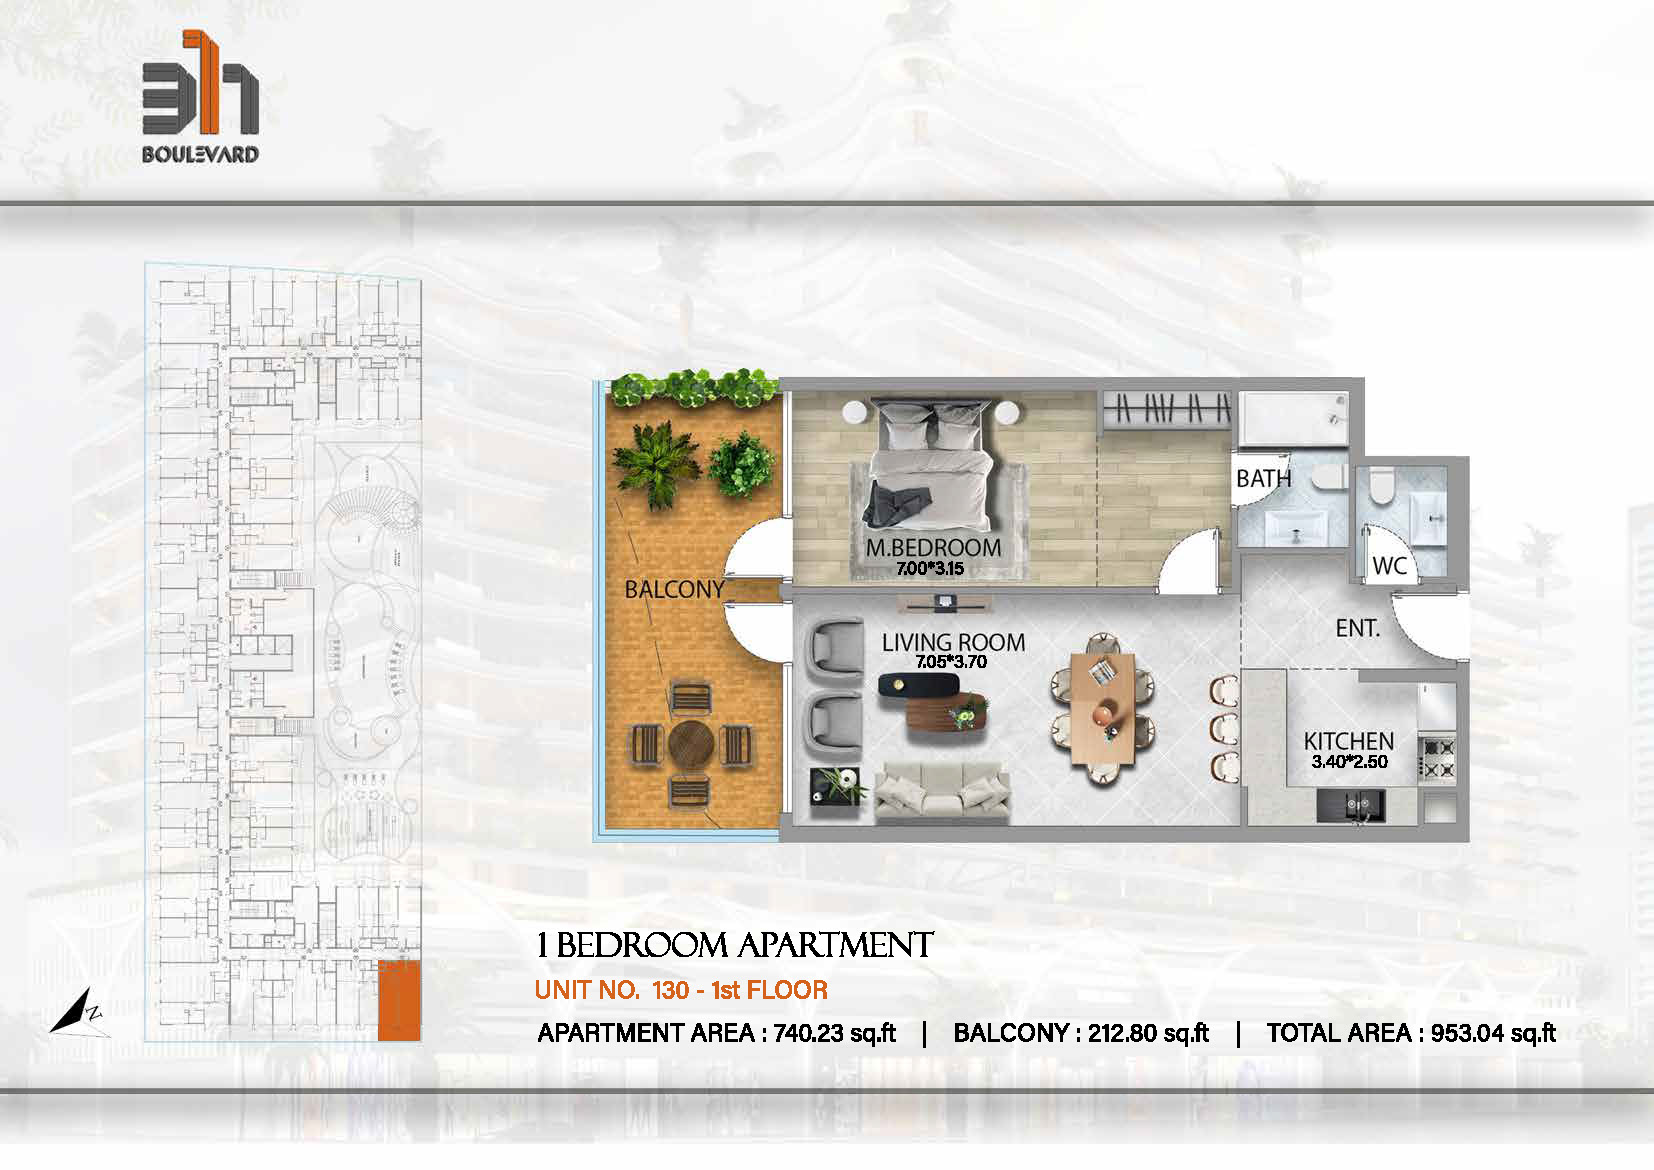 311
BOULEVARD
BATH
M.BEDROOM
7.00*3.15
WC
BALCONY
ENT.
LIVING ROOM
7.05*3.70
KITCHEN
3.40*2.50
1 BEDROOM APARTMENT
UNIT NO. 130 - 1st FLOOR
N
APARTMENT AREA : 740.23 sq.ft | BALCONY : 212.80 sq.ft | TOTAL AREA : 953.04 sq.ft